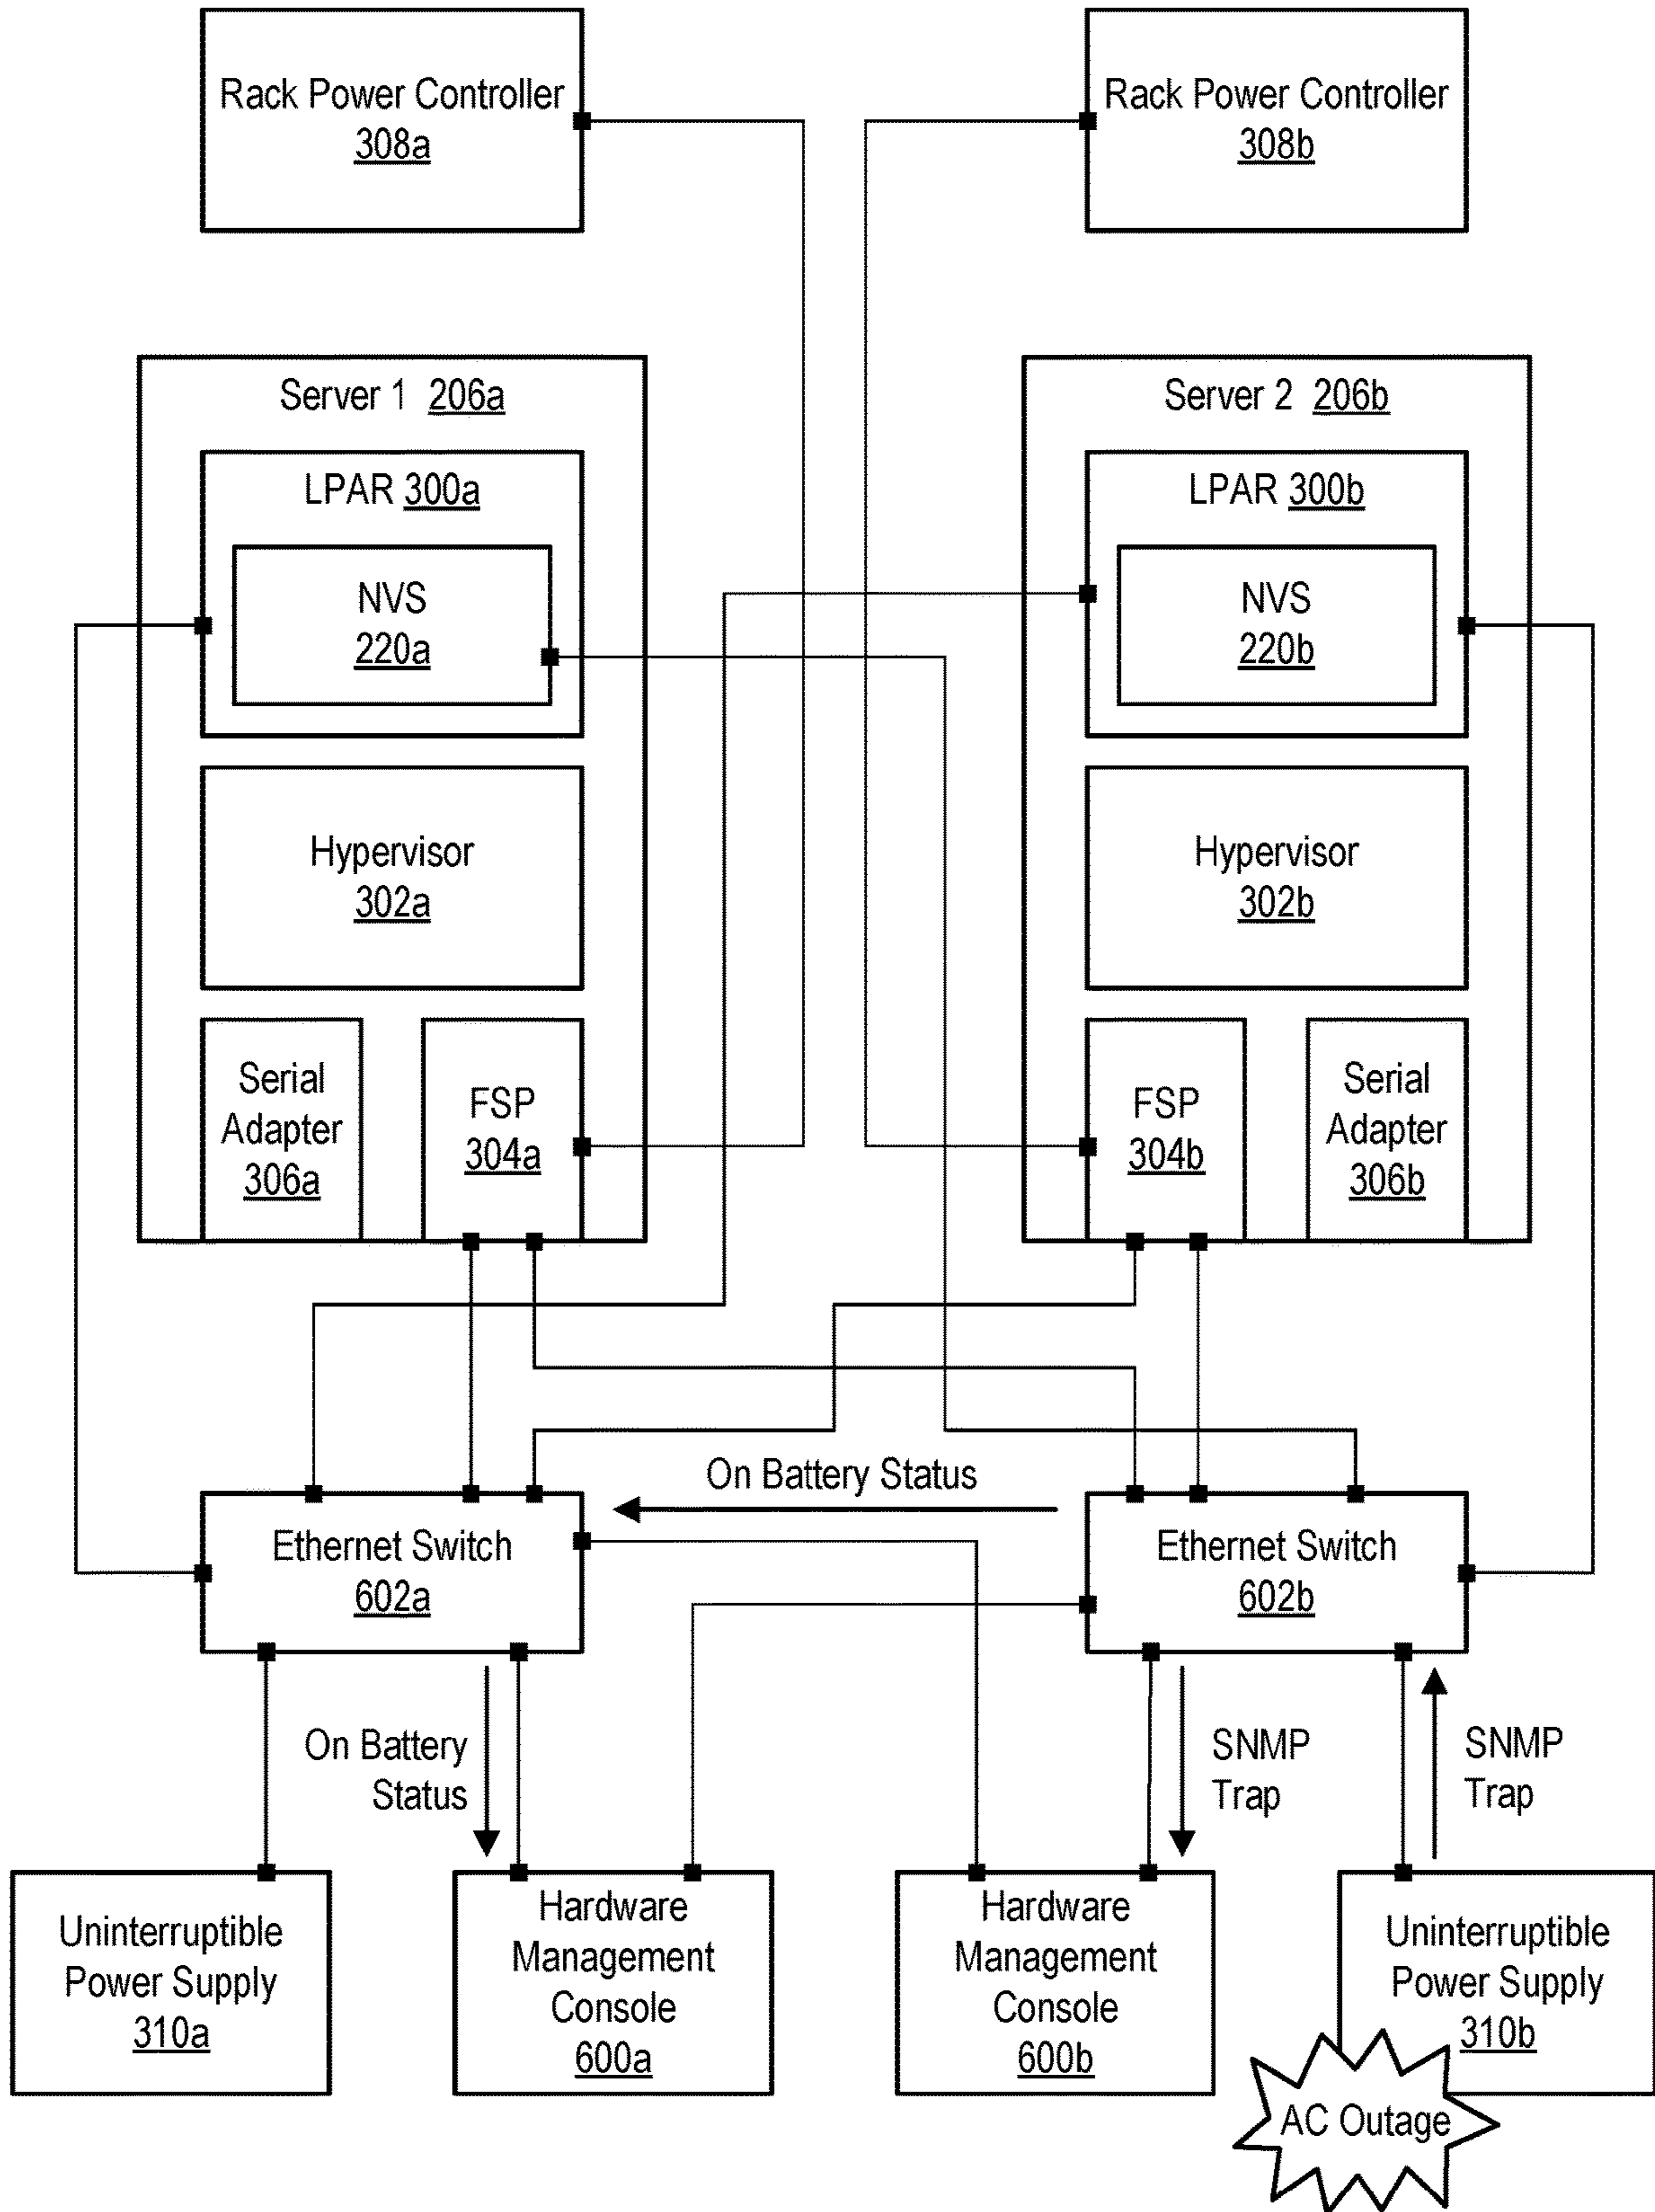 Rack Power Controller
308a
Rack Power Controller
308b
Server 1 206a
LPAR 300a
NVS
220a
Hypervisor
302a
Serial
Adapter
306a
FSP
304a
Server 2 206b
LPAR 300b
NVS
220b
Hypervisor
302b
FSP
304b
Serial
Adapter
306b
On Battery Status
Ethernet Switch
602a
Ethernet Switch
602b
On Battery
Status
SNMP
Trap
SNMP
Trap
Uninterruptible
Power Supply
310a
Hardware
Management
Console
600a
Hardware
Management
Console
600b
Uninterruptible
Power Supply
310b
AC Outage